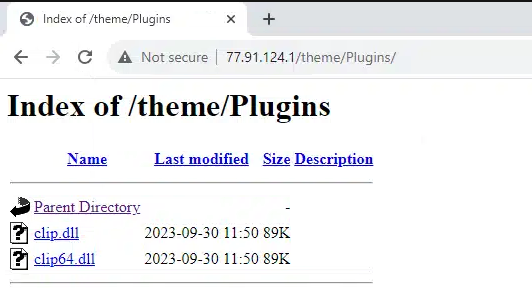 Index of /theme/Plugins
Not secure | 77.91.124.1/theme/Plugins/
Index of /theme/Plugins
Name Last modified Size Description
Parent Directory -
clip.dll 2023-09-30 11:50 89K
clip64.dll 2023-09-30 11:50 89K